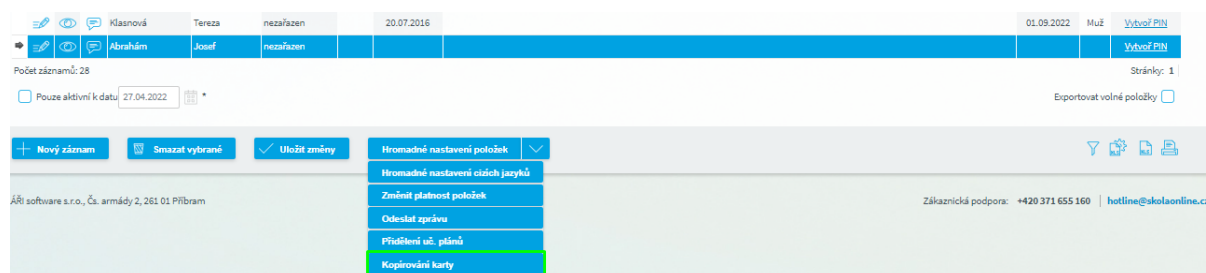 Klasnová Tereza nezařazen 20.07.2016 01.09.2022 Muž Vytvoř PIN
Abrahám Josef nezařazen Vytvoř PIN
Počet záznamů: 28 Stránky: 1
Pouze aktivní k datu 27.04.2022 * Exportovat volné položky
Nový záznam Smazat vybrané Uložit změny Hromadné nastavení položek
Hromadné nastavení cizích jazyků
Změnit platnost položek
ÁŘI software s.r.o., Čs. armády 2, 261 01 Příbram Zákaznická podpora: +420 371 655 160 | hotline@skolaonline.c
Odeslat zprávu
Přidělení uč. plánů
Kopírování karty